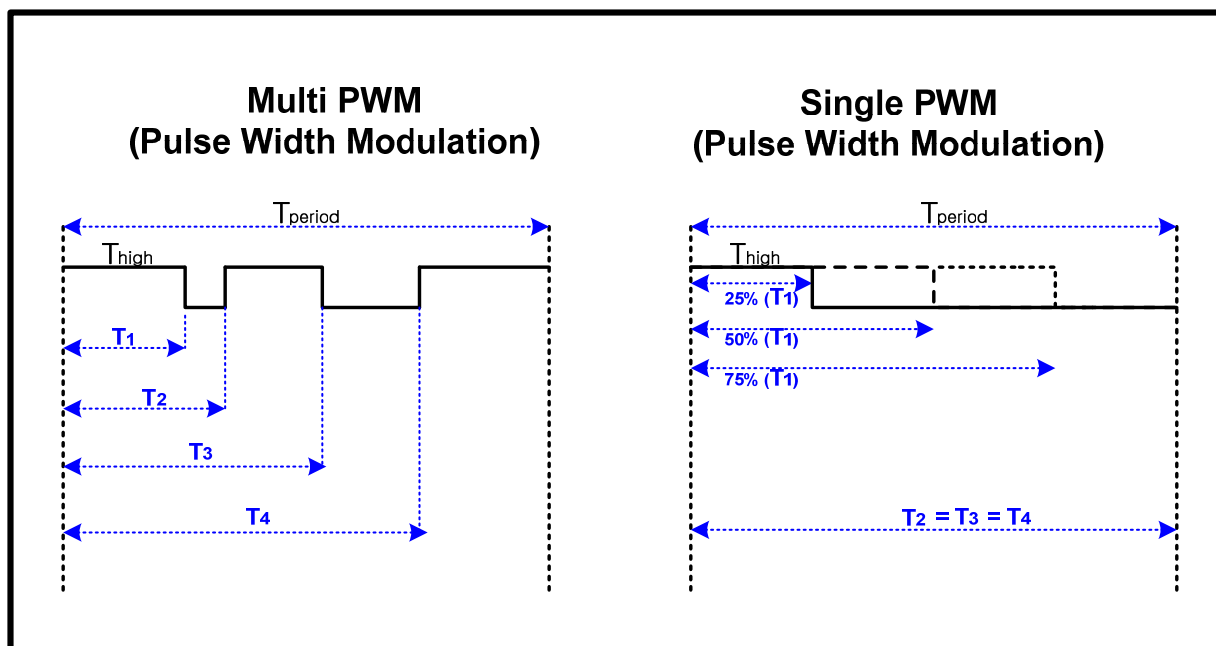 Multi PWM
(Pulse Width Modulation)
Tperiod
Thigh
T1
T2
T3
T4
Single PWM
(Pulse Width Modulation)
Tperiod
Thigh
25% (T1)
50% (T1)
75% (T1)
T2 = T3 = T4